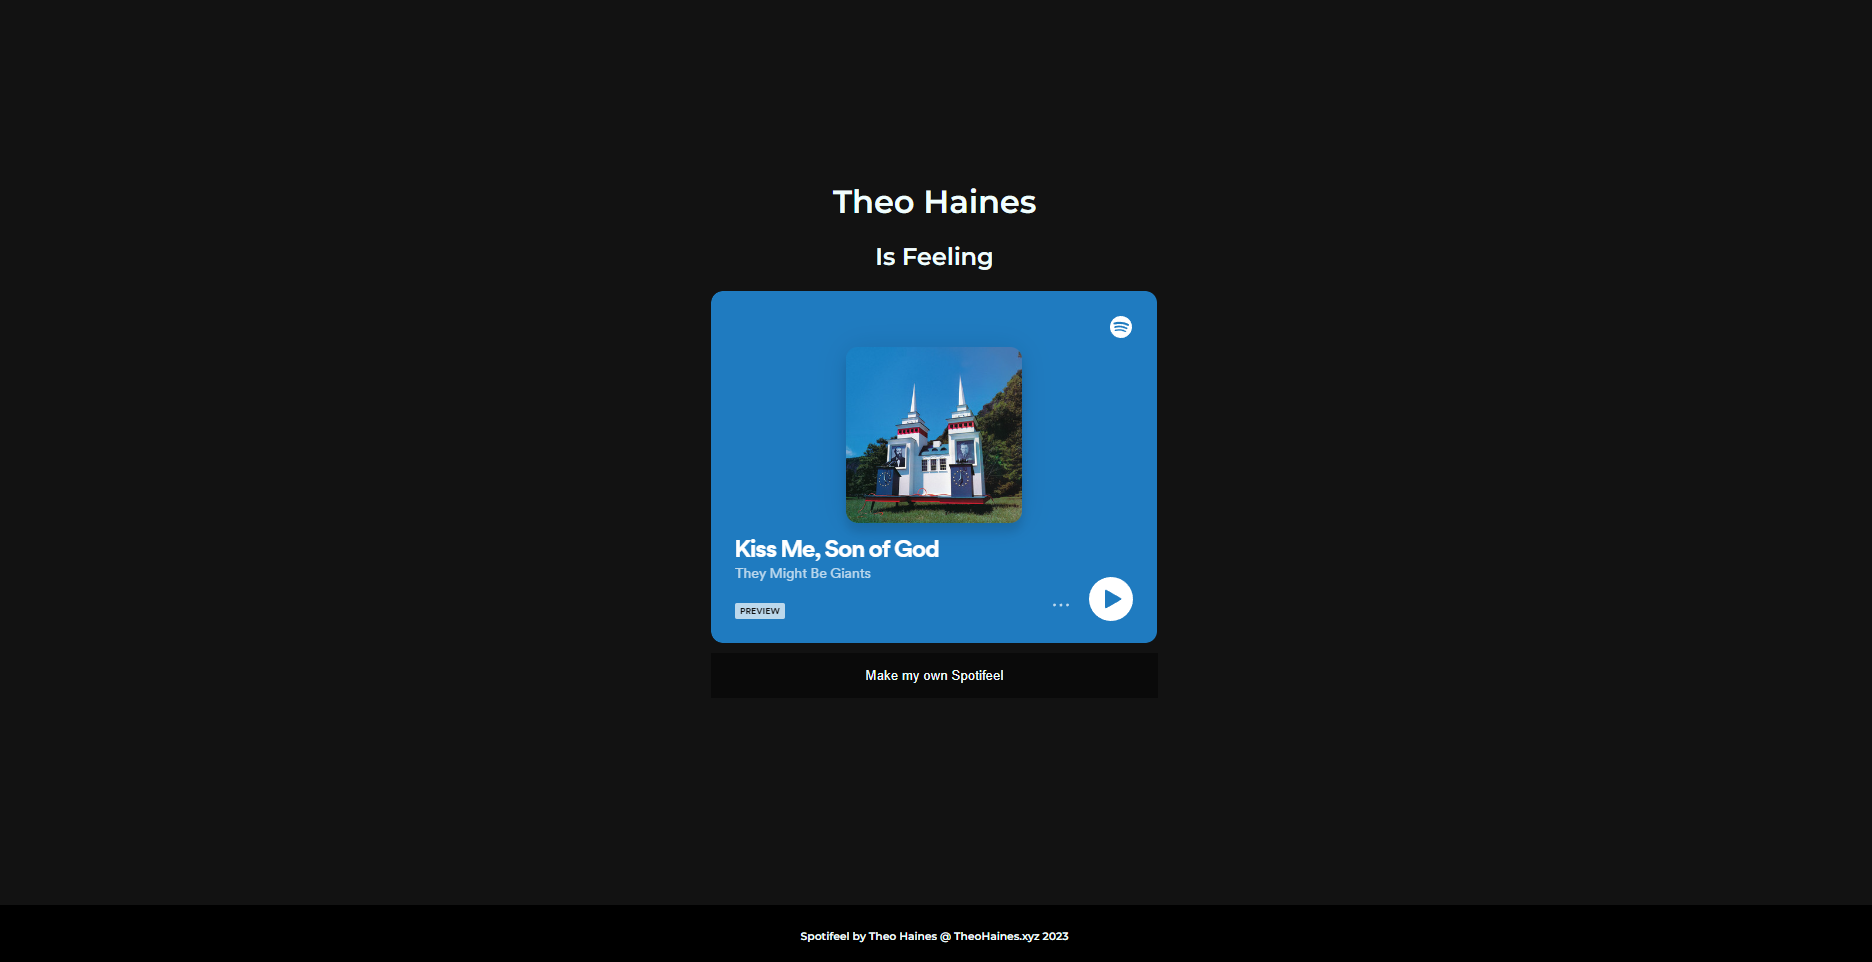 Theo Haines
Is Feeling
Kiss Me, Son of God
They Might Be Giants
PREVIEW
Make my own Spotifeel
Spotifeel by Theo Haines @ TheoHaines.xyz 2023